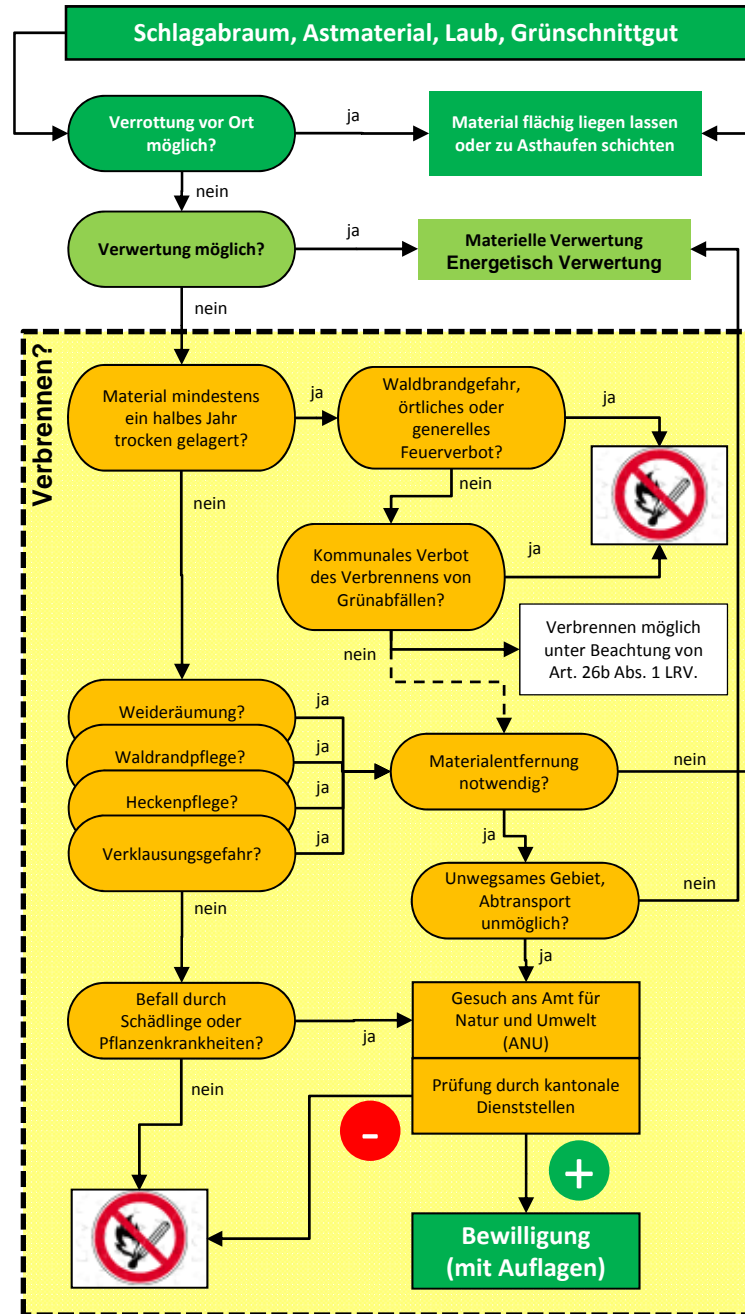 Schlagabraum, Astmaterial, Laub, Grünschnittgut
Verrottung vor Ort
möglich?
ja
Material flächig liegen lassen
oder zu Asthaufen schichten
nein
Verwertung möglich?
ja
Materielle Verwertung
Energetisch Verwertung
nein
Verbrennen?
Material mindestens
ein halbes Jahr
trocken gelagert?
ja
Waldbrandgefahr,
örtliches oder
generelles
Feuerverbot?
ja
nein
nein
Kommunales Verbot
des Verbrennens von
Grünabfällen?
ja
nein
Verbrennen möglich
unter Beachtung von
Art. 26b Abs. 1 LRV.
Weideräumung?
ja
Waldrandpflege?
ja
Heckenpflege?
ja
Verklausungsgefahr?
ja
Materialentfernung
notwendig?
nein
ja
nein
Unwegsames Gebiet,
Abtransport
unmöglich?
nein
ja
Befall durch
Schädlinge oder
Pflanzenkrankheiten?
ja
Gesuch ans Amt für
Natur und Umwelt
(ANU)
nein
Prüfung durch kantonale
Dienststellen
-
+
Bewilligung
(mit Auflagen)